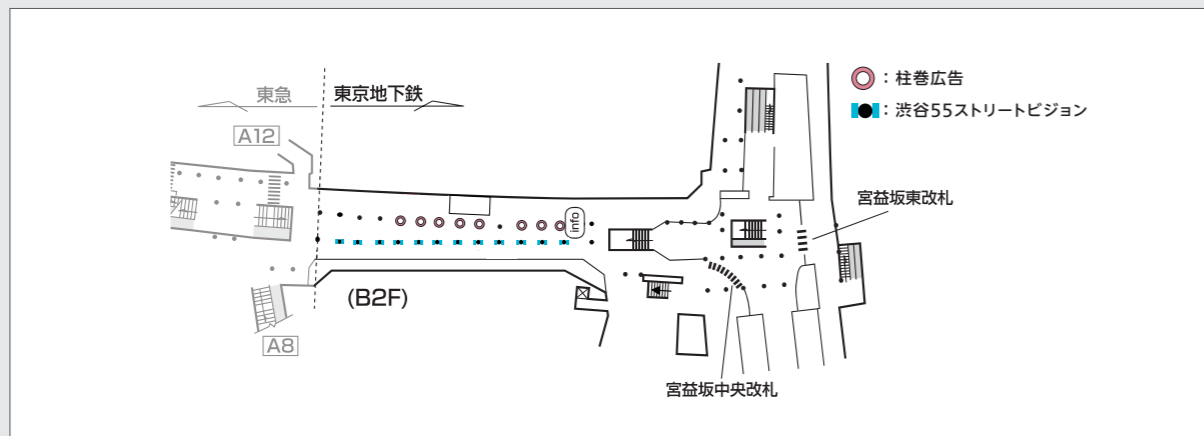 東急
東京地下鉄
A12
：柱巻広告
：渋谷55ストリートビジョン
宮益坂東改札
info
(B2F)
A8
宮益坂中央改札